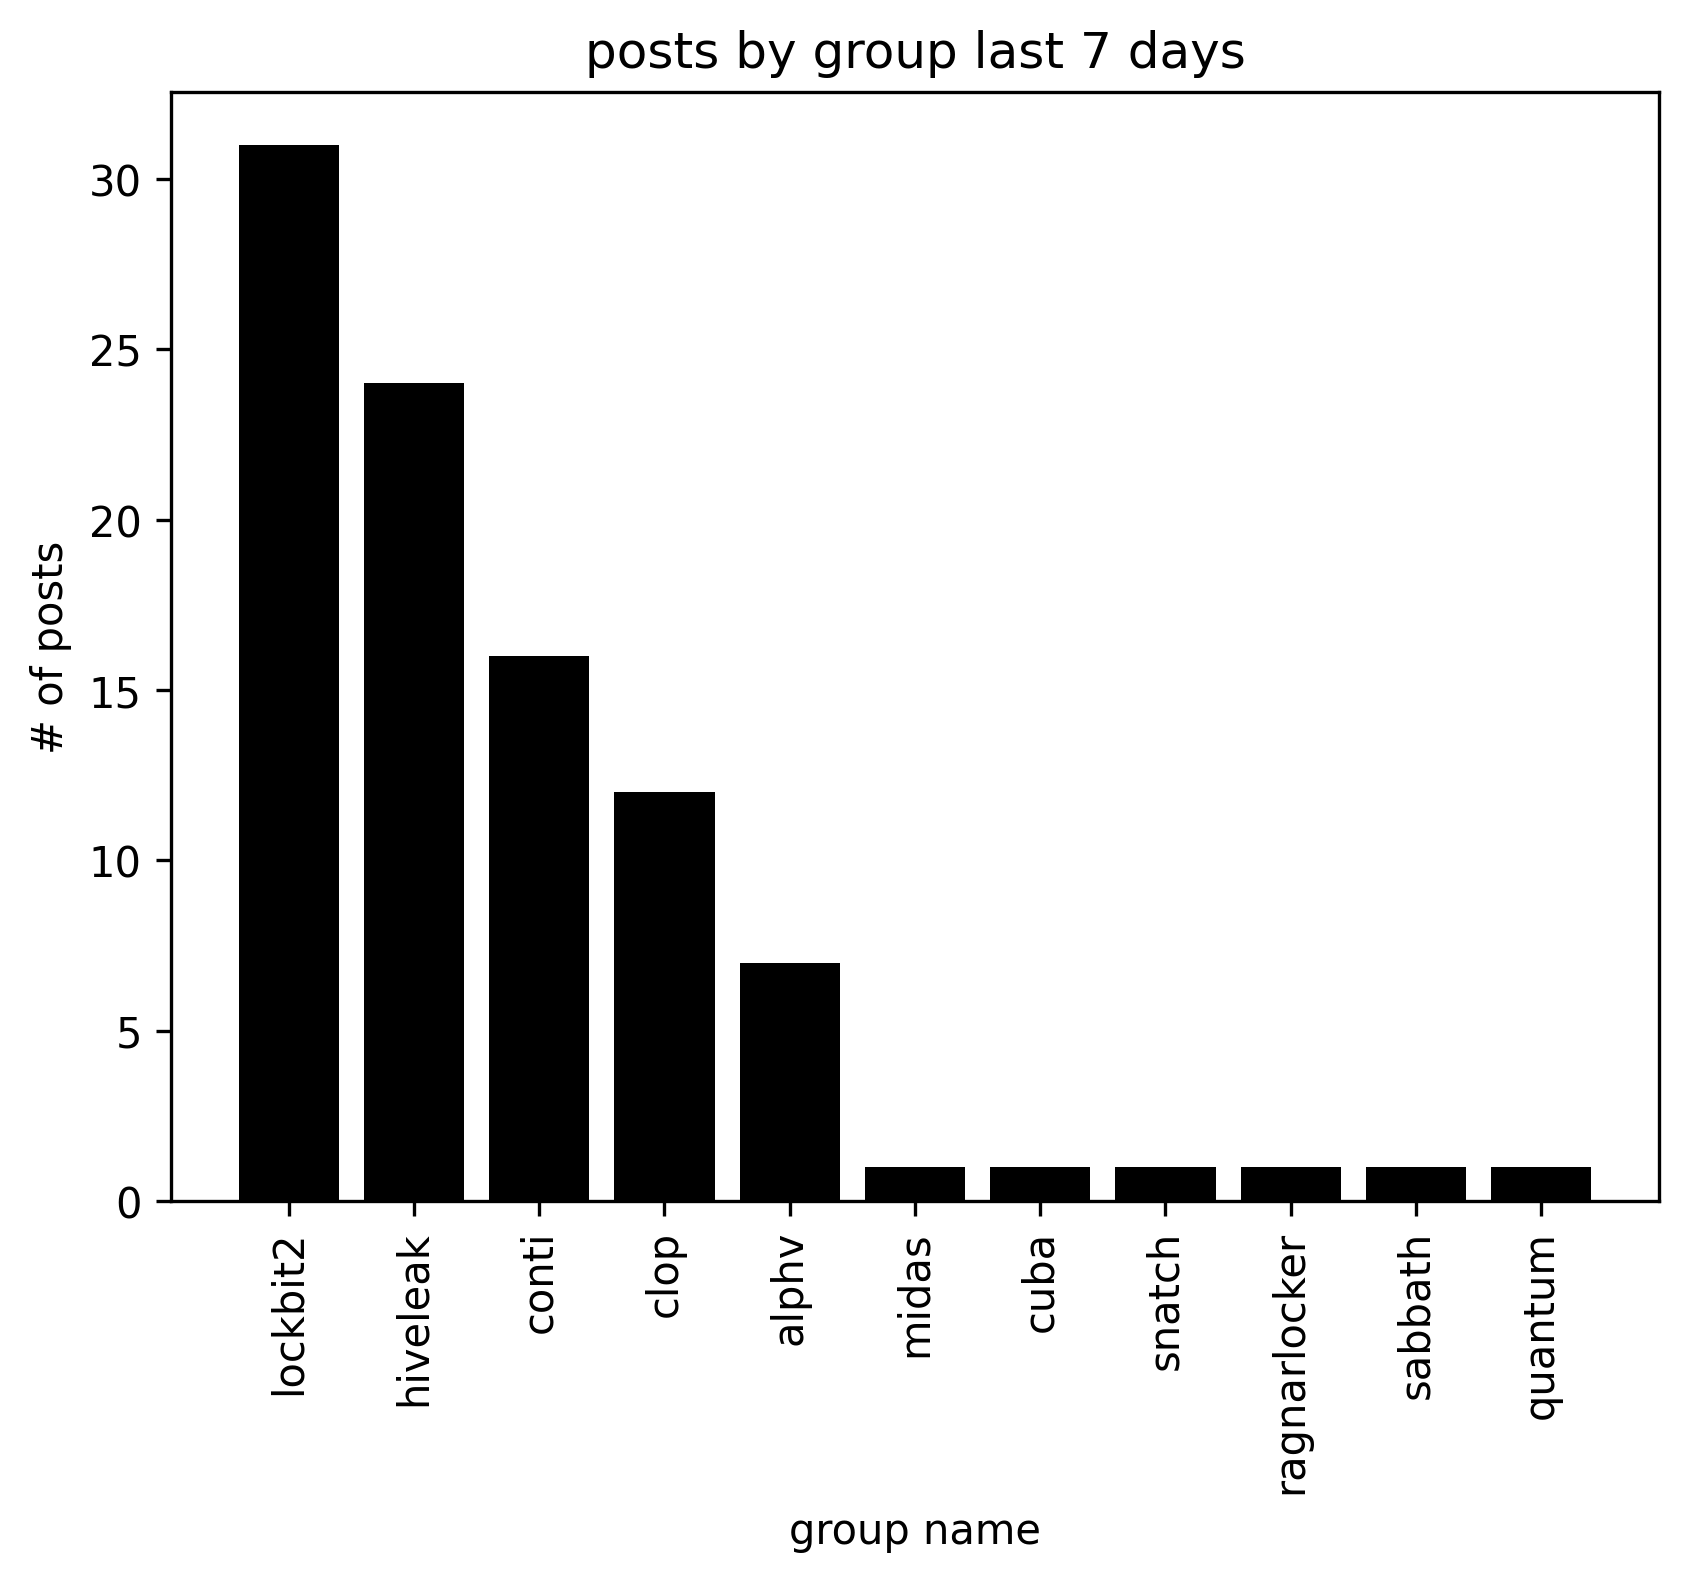 posts by group last 7 days
# of posts
30
25
20
15
10
5
0
lockbit2
hiveleak
conti
clop
alphv
midas
cuba
snatch
ragnarlocker
sabbath
quantum
group name